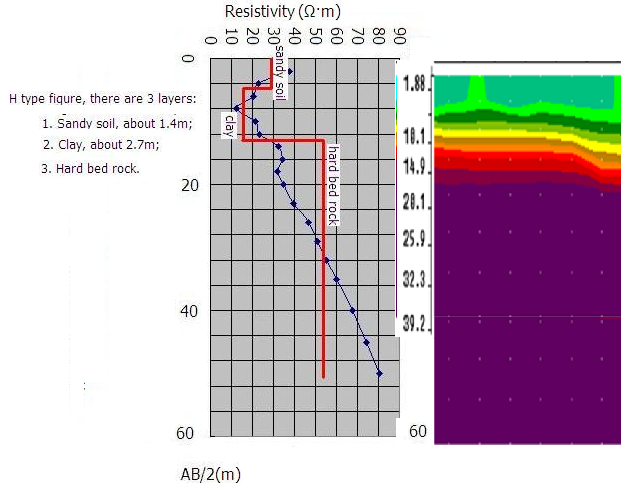 Resistivity (Ω·m)
0 10 20 30 40 50 60 70 80 90
0
20
40
60
AB/2(m)
sandy soil
clay
hard bed rock
H type figure, there are 3 layers:
1. Sandy soil, about 1.4m;
2. Clay, about 2.7m;
3. Hard bed rock.
1.88
18.1
14.9
28.1
25.9
32.3
39.2
60